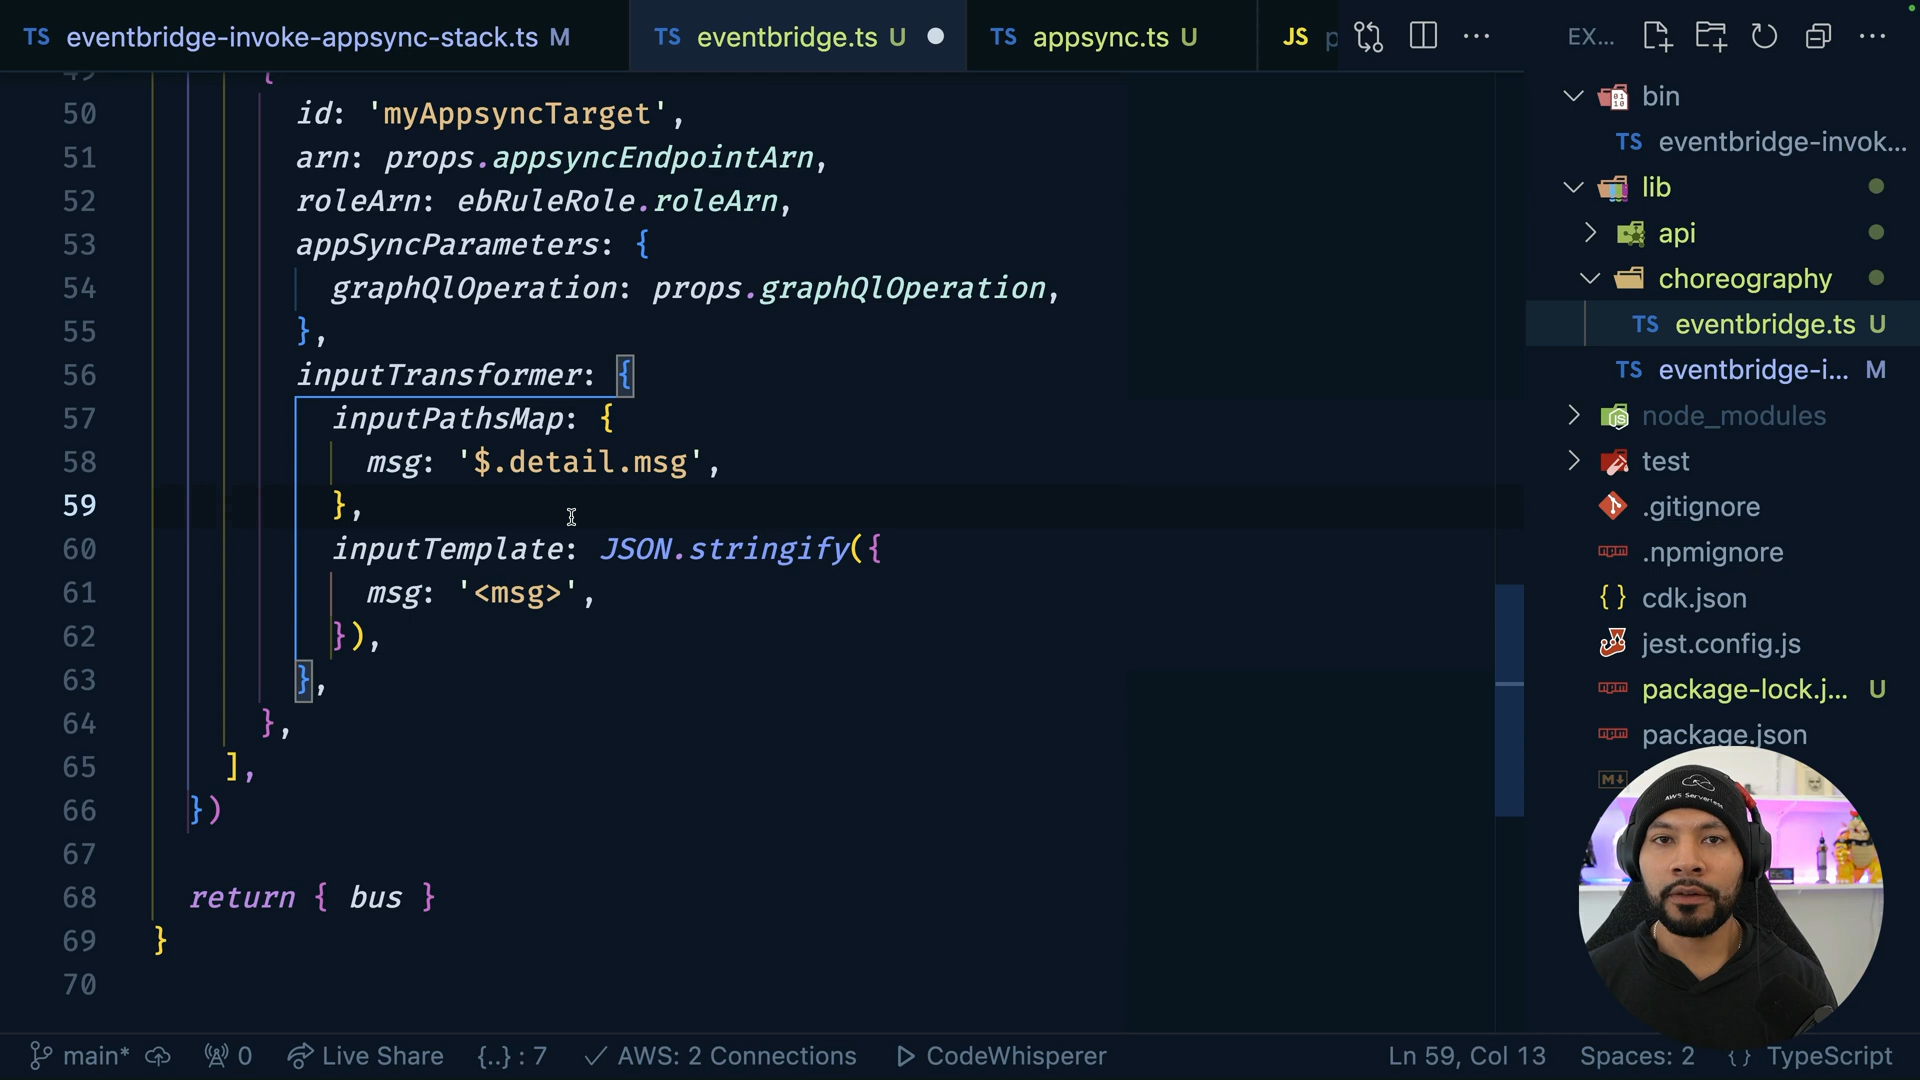 TS eventbridge-invoke-appsync-stack.ts M
TS eventbridge.ts U
TS appsync.ts U
JS
EX...
50 id: 'myAppsyncTarget',
51 arn: props.appsyncEndpointArn,
52 roleArn: ebRuleRole.roleArn,
53 appSyncParameters: {
54 graphQlOperation: props.graphQlOperation,
55 },
56 inputTransformer: {
57 inputPathsMap: {
58 msg: '$.detail.msg',
59 },
60 inputTemplate: JSON.stringify({
61 msg: '<msg>',
62 }),
63 },
64 },
65 ],
66 })
67
68 return { bus }
69 }
70
bin
TS eventbridge-invok...
lib
api
choreography
TS eventbridge.ts U
TS eventbridge-i... M
node_modules
test
.gitignore
.npmignore
{ } cdk.json
jest.config.js
package-lock.j... U
package.json
AWS Serverless
main* 0 Live Share {..} : 7 AWS: 2 Connections CodeWhisperer Ln 59, Col 13 Spaces: 2 { } TypeScript